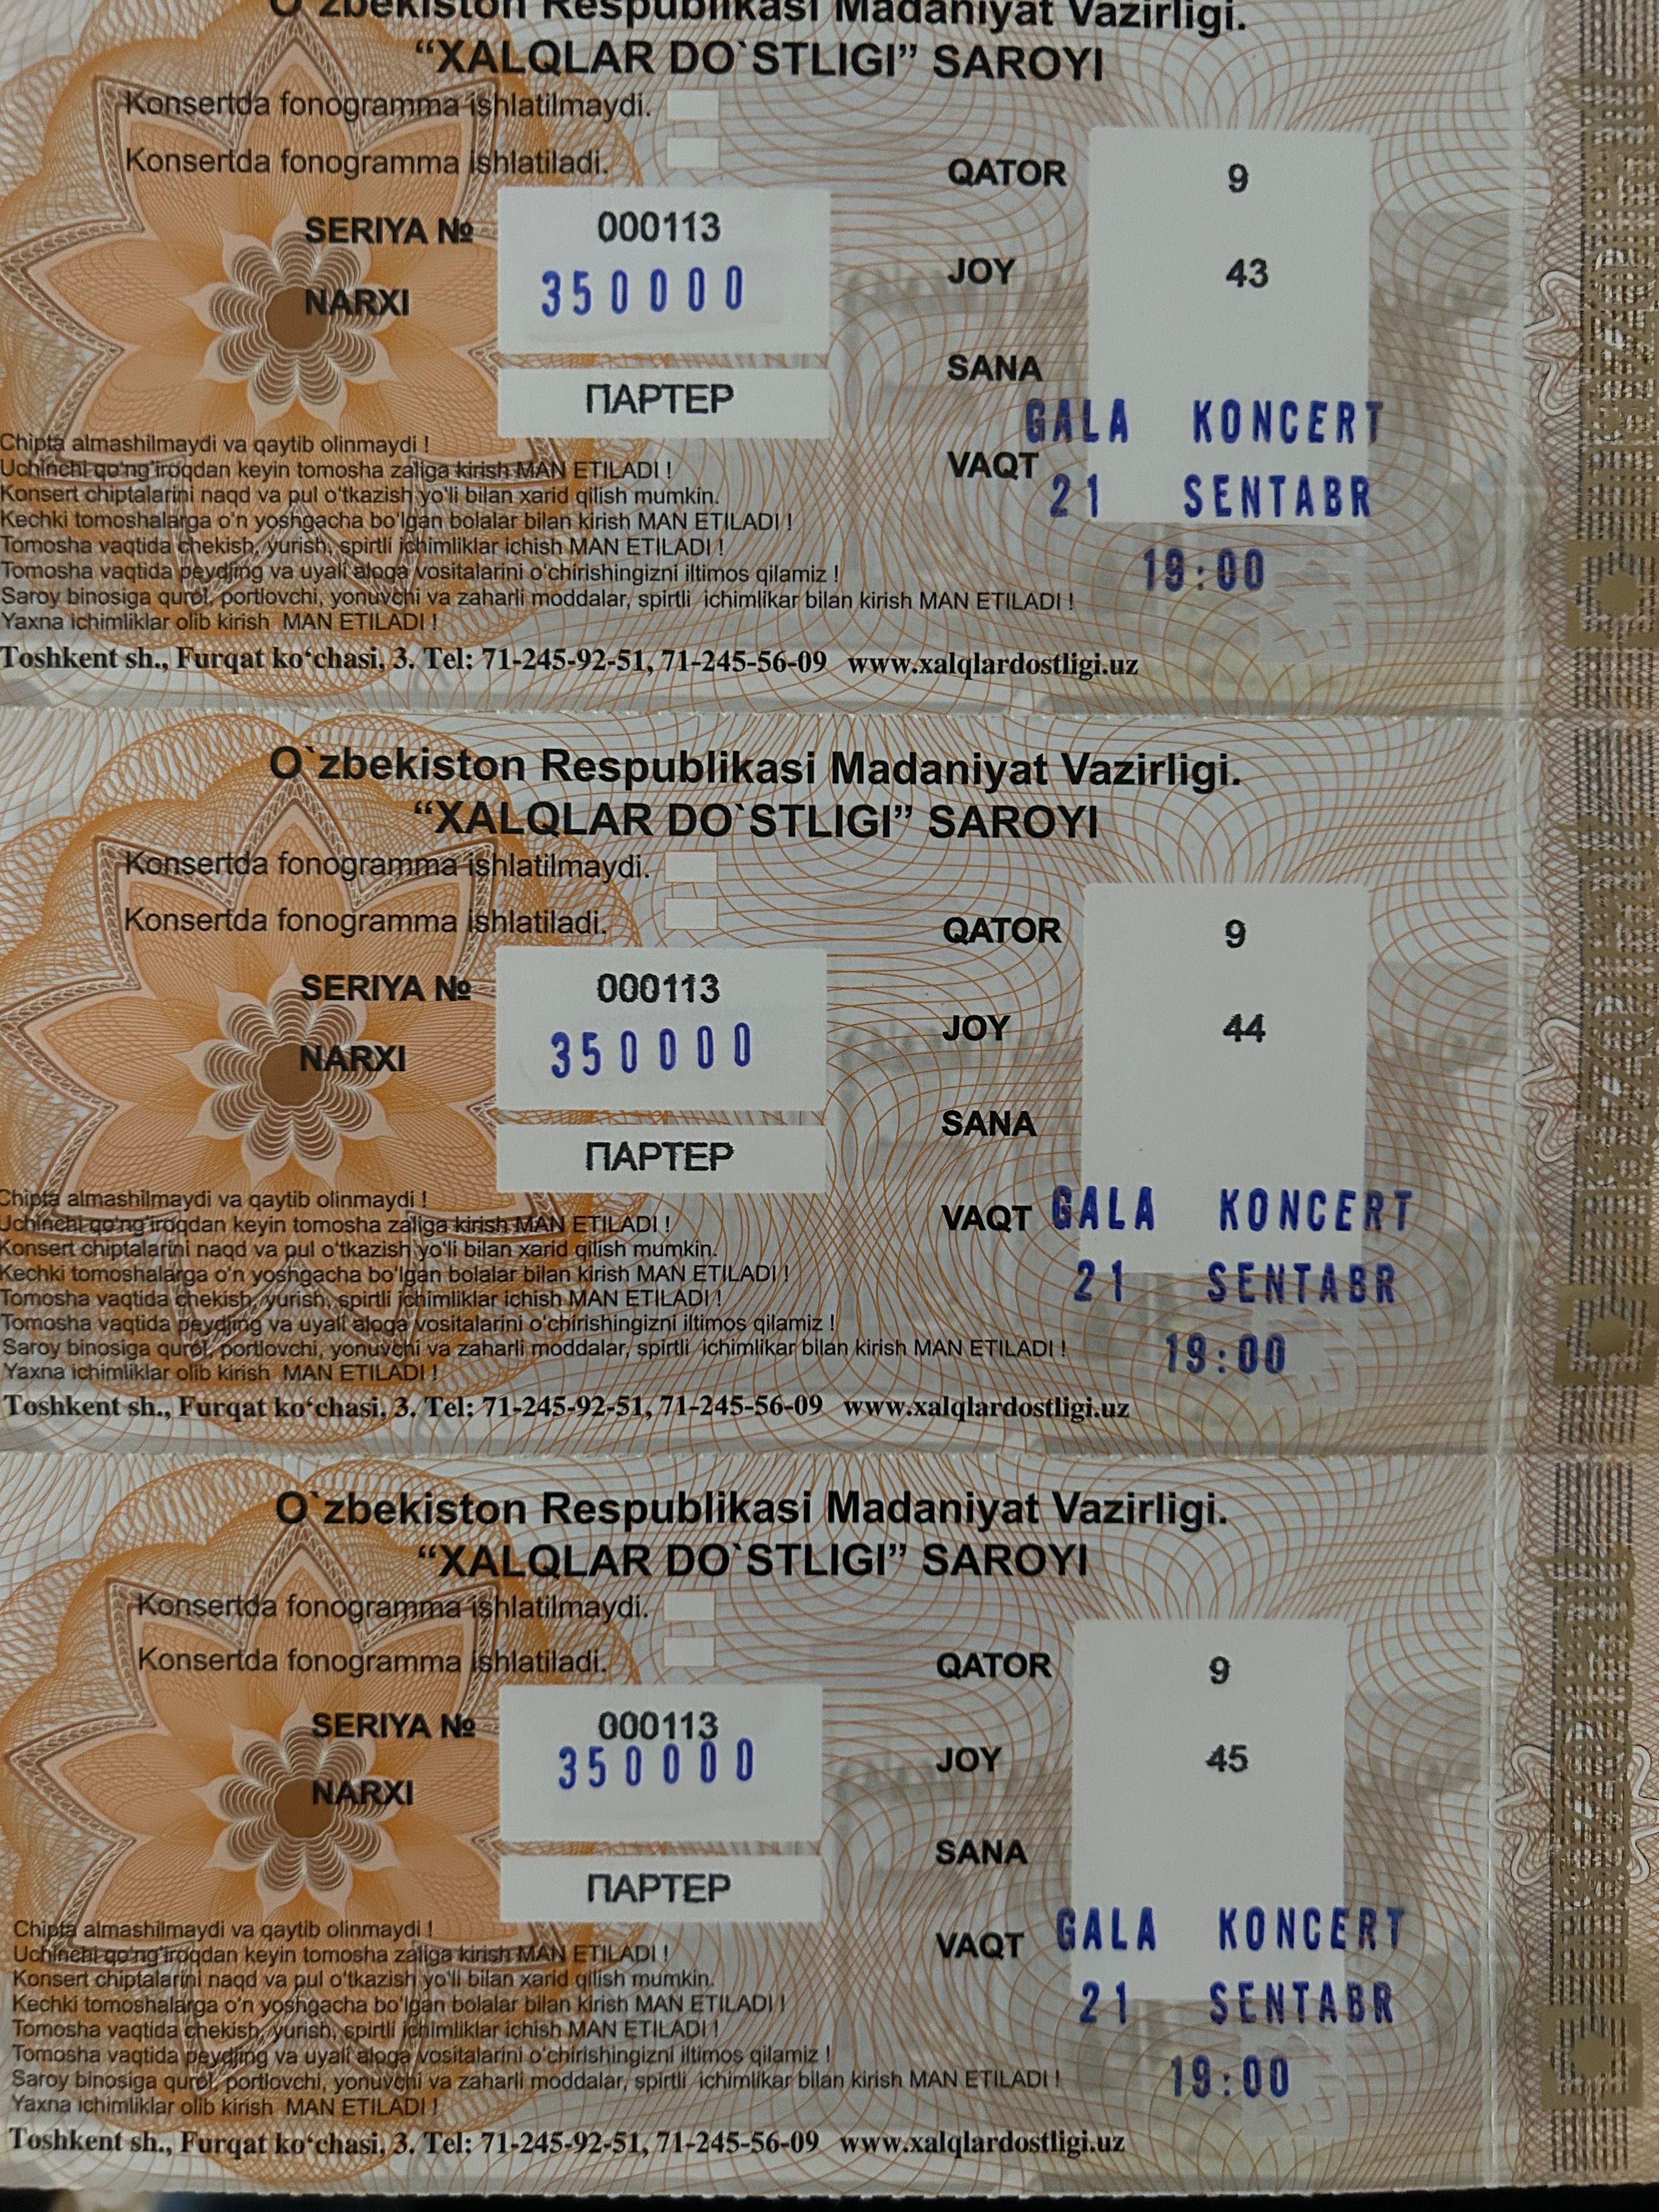 O`zbekiston Respublikasi Madaniyat Vazirligi.
“XALQLAR DO`STLIGI” SAROYI
Konsertda fonogramma ishlatilmaydi.
Konsertda fonogramma ishlatiladi.
QATOR 9
SERIYA № 000113
JOY 43
NARXI 350000
SANA
ПАРТЕР
GALA KONCERT
VAQT
21 SENTABR
19:00
Chipta almashilmaydi va qaytib olinmaydi !
Uchinchi qo‘ng‘iroqdan keyin tomosha zaliga kirish MAN ETILADI !
Konsert chiptalarini naqd va pul o‘tkazish yo‘li bilan xarid qilish mumkin.
Kechki tomoshalarga o‘n yoshgacha bo‘lgan bolalar bilan kirish MAN ETILADI !
Tomosha vaqtida chekish, yurish, spirtli ichimliklar ichish MAN ETILADI !
Tomosha vaqtida peydjing va uyali aloqa vositalarini o‘chirishingizni iltimos qilamiz !
Saroy binosiga qurol, portlovchi, yonuvchi va zaharli moddalar, spirtli ichimlikar bilan kirish MAN ETILADI !
Yaxna ichimliklar olib kirish MAN ETILADI !
Toshkent sh., Furqat ko‘chasi, 3. Tel: 71-245-92-51, 71-245-56-09 www.xalqlardostligi.uz
O`zbekiston Respublikasi Madaniyat Vazirligi.
“XALQLAR DO`STLIGI” SAROYI
Konsertda fonogramma ishlatilmaydi.
Konsertda fonogramma ishlatiladi.
QATOR 9
SERIYA № 000113
JOY 44
NARXI 350000
SANA
ПАРТЕР
VAQT GALA KONCERT
21 SENTABR
19:00
Chipta almashilmaydi va qaytib olinmaydi !
Uchinchi qo‘ng‘iroqdan keyin tomosha zaliga kirish MAN ETILADI !
Konsert chiptalarini naqd va pul o‘tkazish yo‘li bilan xarid qilish mumkin.
Kechki tomoshalarga o‘n yoshgacha bo‘lgan bolalar bilan kirish MAN ETILADI !
Tomosha vaqtida chekish, yurish, spirtli ichimliklar ichish MAN ETILADI !
Tomosha vaqtida peydjing va uyali aloqa vositalarini o‘chirishingizni iltimos qilamiz !
Saroy binosiga qurol, portlovchi, yonuvchi va zaharli moddalar, spirtli ichimlikar bilan kirish MAN ETILADI !
Yaxna ichimliklar olib kirish MAN ETILADI !
Toshkent sh., Furqat ko‘chasi, 3. Tel: 71-245-92-51, 71-245-56-09 www.xalqlardostligi.uz
O`zbekiston Respublikasi Madaniyat Vazirligi.
“XALQLAR DO`STLIGI” SAROYI
Konsertda fonogramma ishlatilmaydi.
Konsertda fonogramma ishlatiladi.
QATOR 9
SERIYA № 000113
JOY 45
NARXI 350000
SANA
ПАРТЕР
VAQT GALA KONCERT
21 SENTABR
19:00
Chipta almashilmaydi va qaytib olinmaydi !
Uchinchi qo‘ng‘iroqdan keyin tomosha zaliga kirish MAN ETILADI !
Konsert chiptalarini naqd va pul o‘tkazish yo‘li bilan xarid qilish mumkin.
Kechki tomoshalarga o‘n yoshgacha bo‘lgan bolalar bilan kirish MAN ETILADI !
Tomosha vaqtida chekish, yurish, spirtli ichimliklar ichish MAN ETILADI !
Tomosha vaqtida peydjing va uyali aloqa vositalarini o‘chirishingizni iltimos qilamiz !
Saroy binosiga qurol, portlovchi, yonuvchi va zaharli moddalar, spirtli ichimlikar bilan kirish MAN ETILADI !
Yaxna ichimliklar olib kirish MAN ETILADI !
Toshkent sh., Furqat ko‘chasi, 3. Tel: 71-245-92-51, 71-245-56-09 www.xalqlardostligi.uz